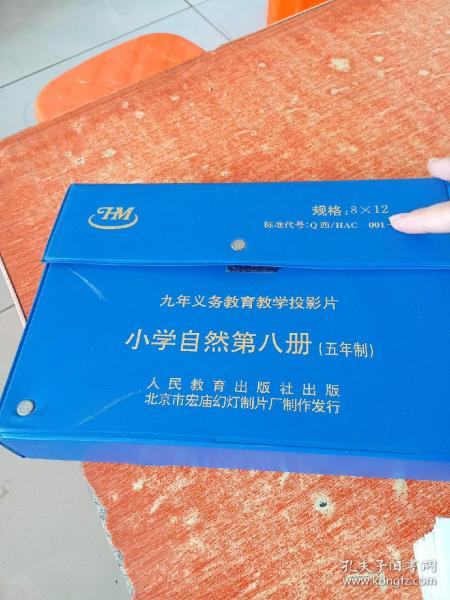 HM
规格:8×12
标准代号:Q西/HAC 001-
九年义务教育教学投影片
小学自然第八册(五年制)
人民教育出版社出版
北京市宏庙幻灯制片厂制作发行
孔夫子旧书网
www.kongfz.com